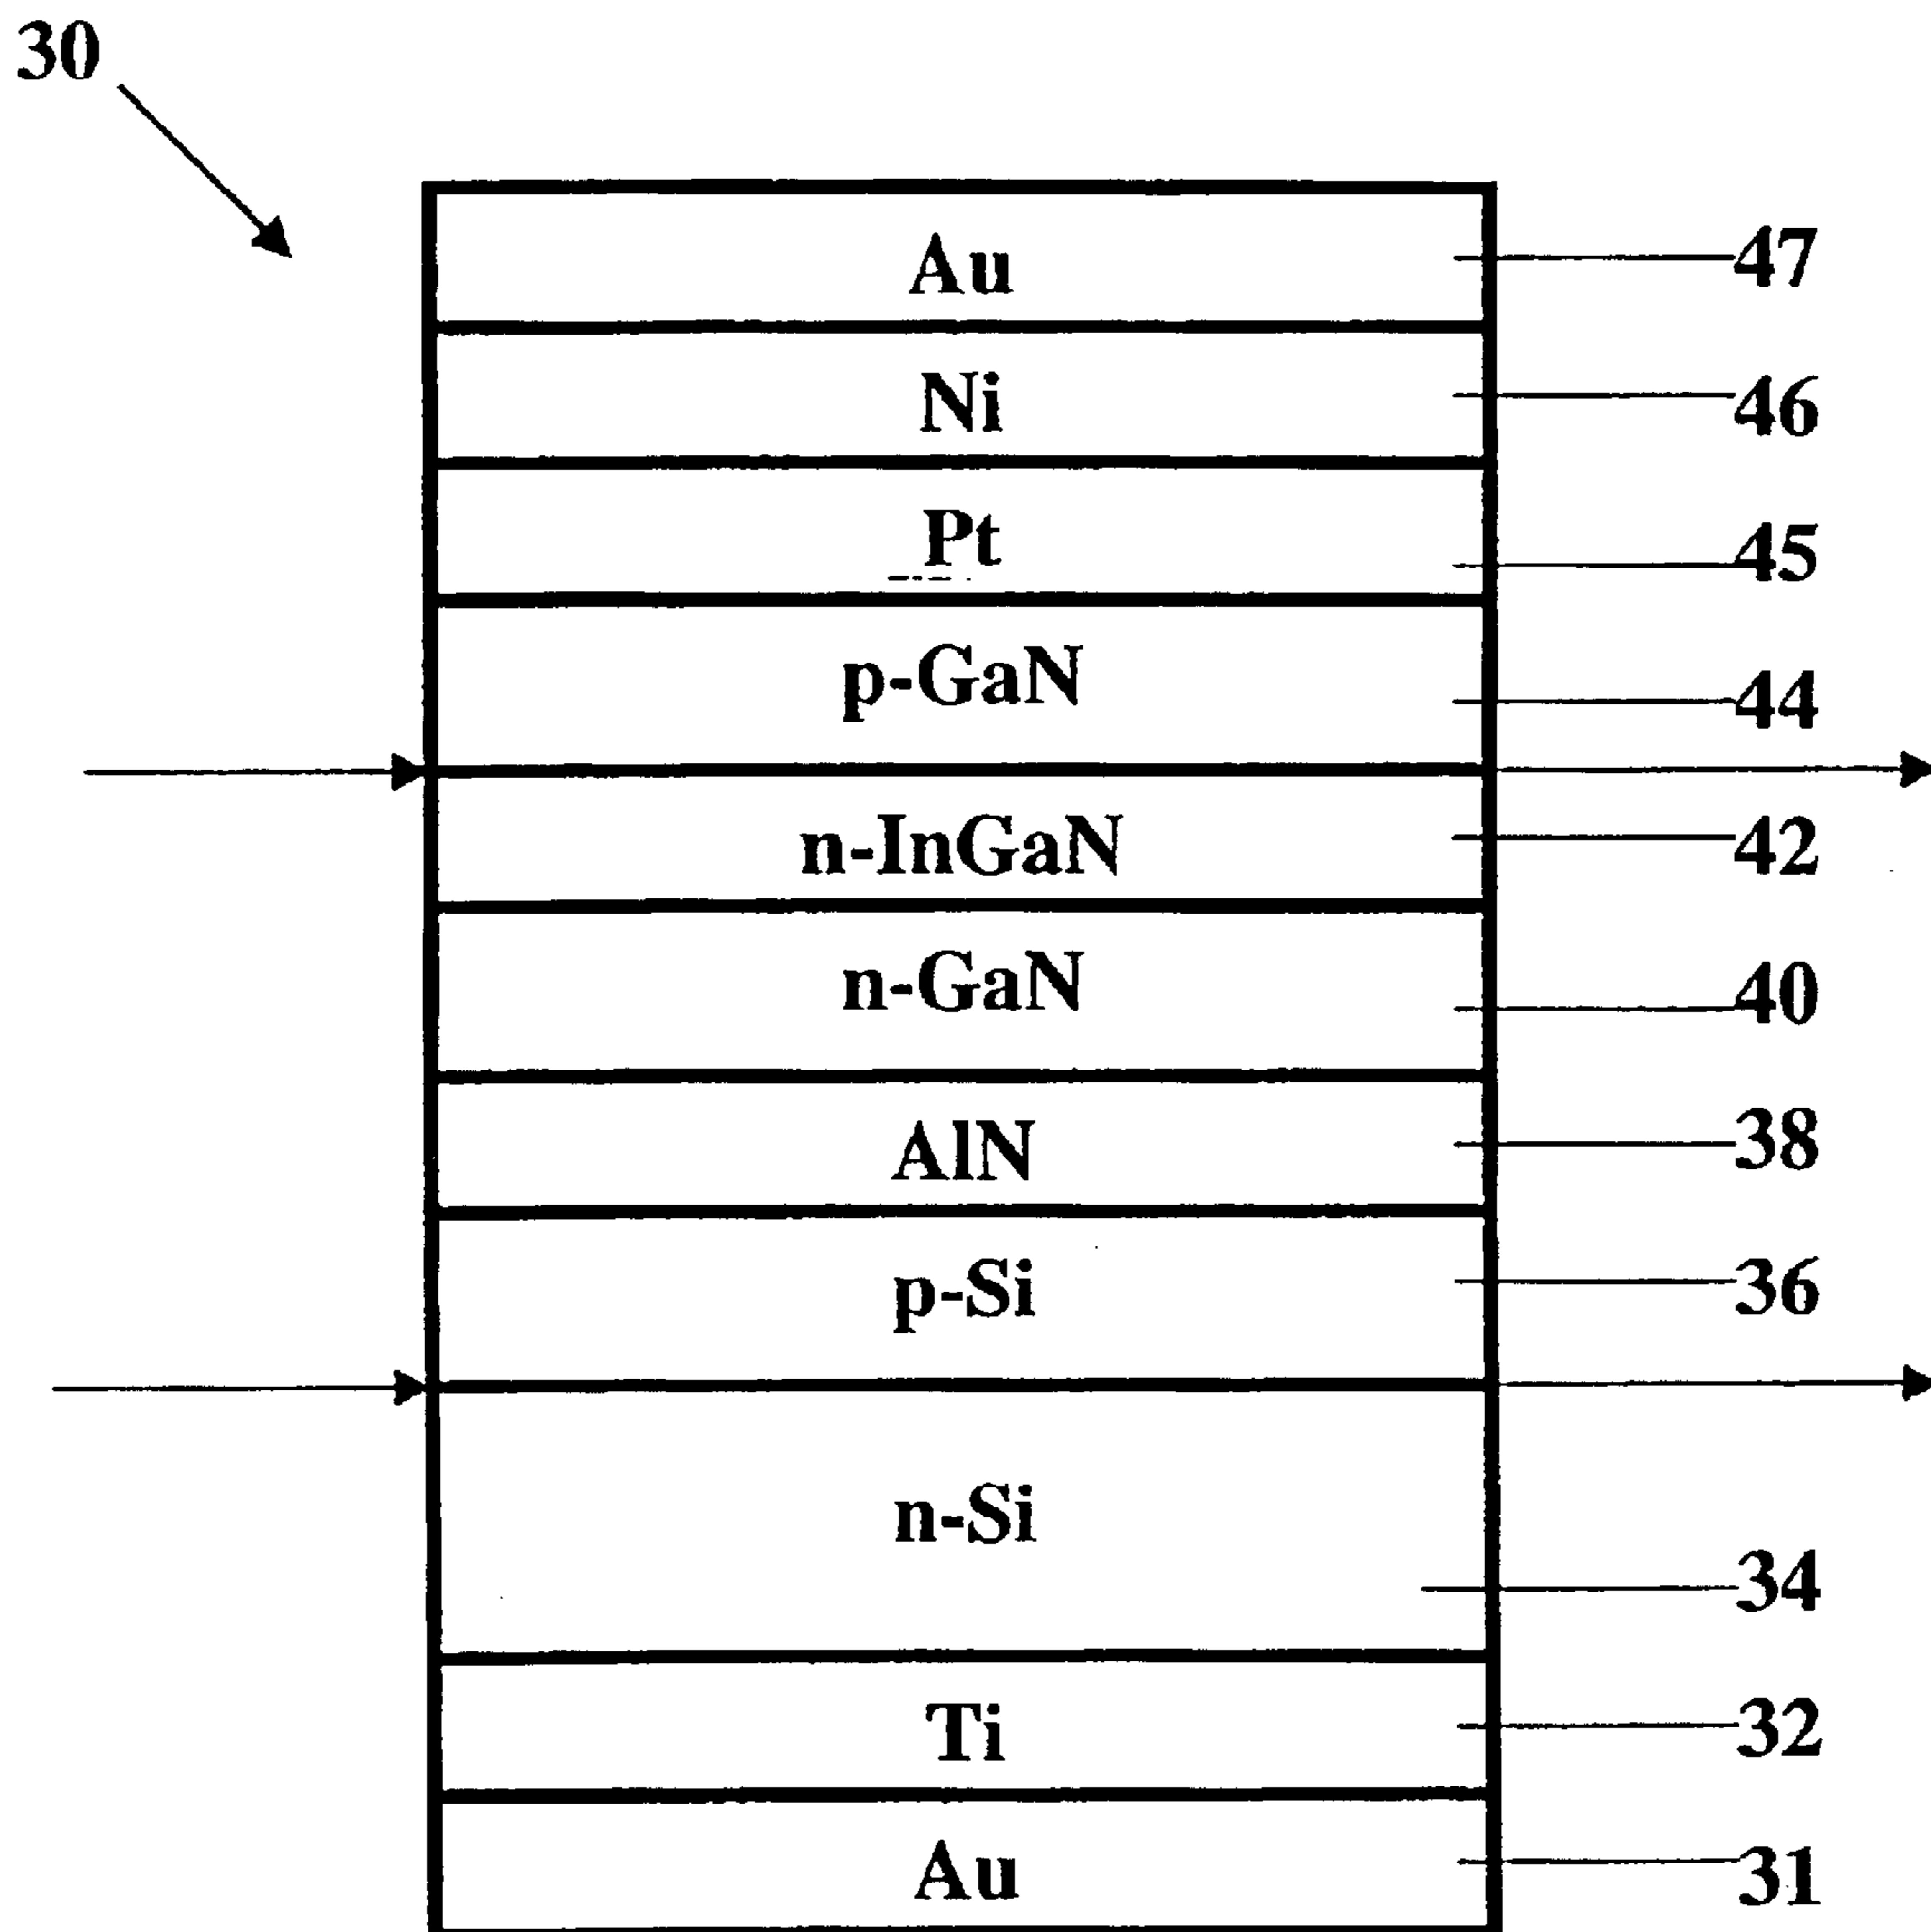 30
Au 47
Ni 46
Pt 45
p-GaN 44
n-InGaN 42
n-GaN 40
AlN 38
p-Si 36
n-Si 34
Ti 32
Au 31